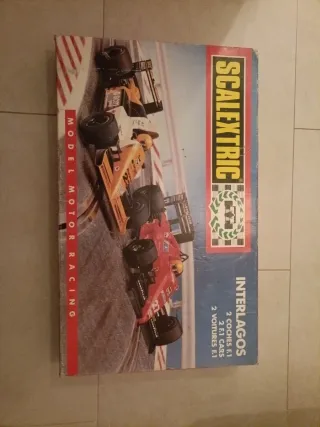 SCALEXTRIC
INTERLAGOS
2 COCHES F.1
2 F.1 CARS
2 VOITURES F.1
MODEL MOTOR RACING